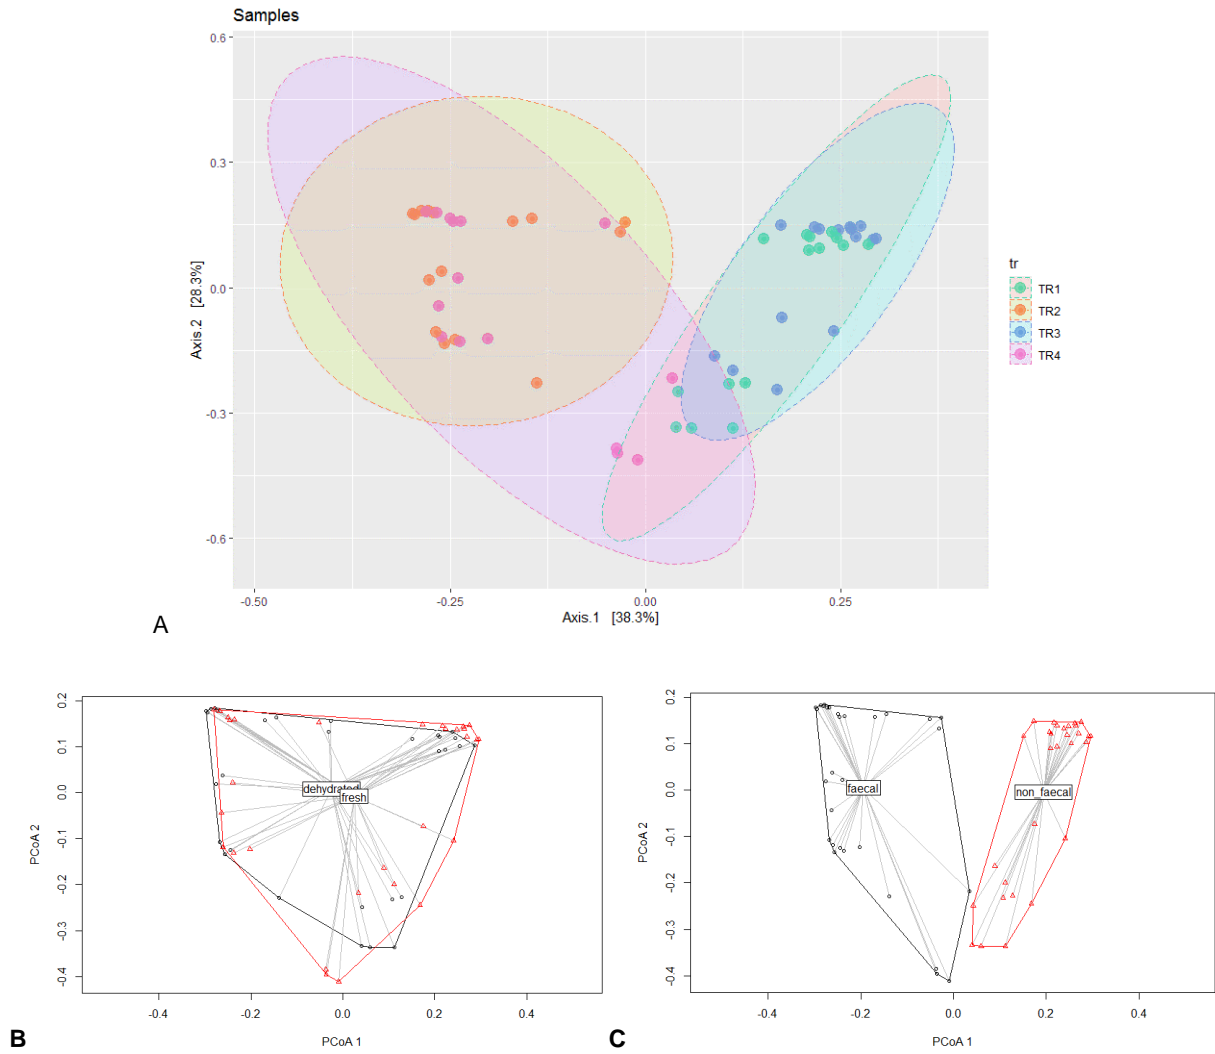 Samples
0.6
0.3
0.0
-0.3
-0.6
Axis.2 [28.3%]
-0.50
-0.25
0.00
0.25
Axis.1 [38.3%]
tr
TR1
TR2
TR3
TR4
A
0.2
0.1
0.0
-0.1
-0.2
-0.3
-0.4
PCoA 2
dehydrated
fresh
-0.4
-0.2
0.0
0.2
0.4
PCoA 1
B
0.2
0.1
0.0
-0.1
-0.2
-0.3
-0.4
PCoA 2
faecal
non_faecal
-0.4
-0.2
0.0
0.2
0.4
PCoA 1
C